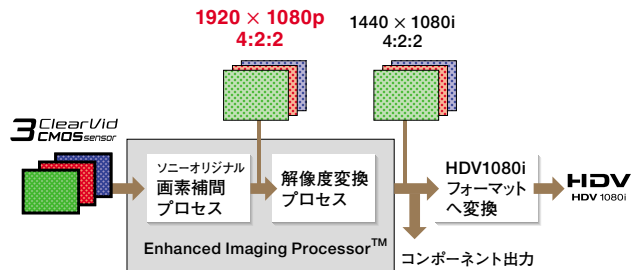 1920 × 1080p
4:2:2
1440 × 1080i
4:2:2
3 ClearVid
CMOS sensor
ソニーオリジナル
画素補間
プロセス
解像度変換
プロセス
HDV1080i
フォーマット
へ変換
HDV
HDV 1080i
Enhanced Imaging Processor™
コンポーネント出力